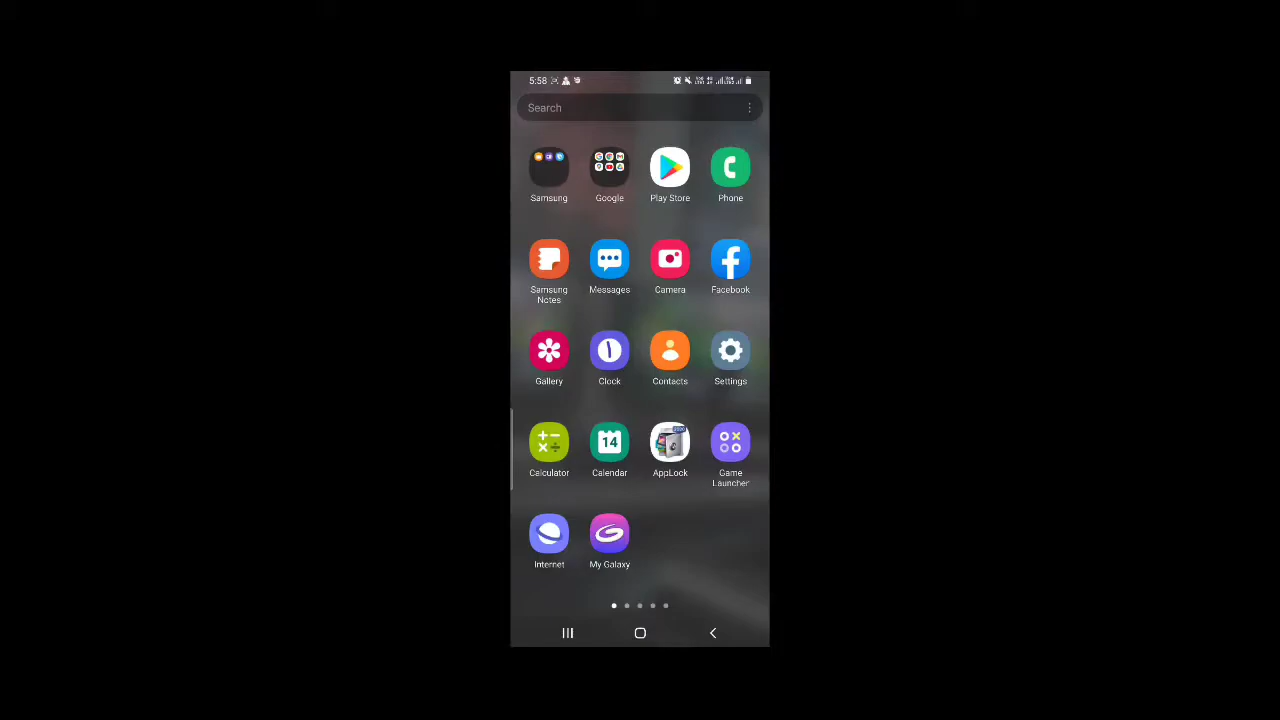 5:58
Search
Samsung Google Play Store Phone
Samsung Notes Messages Camera Facebook
Gallery Clock Contacts Settings
14
Calculator Calendar AppLock Game Launcher
Internet My Galaxy